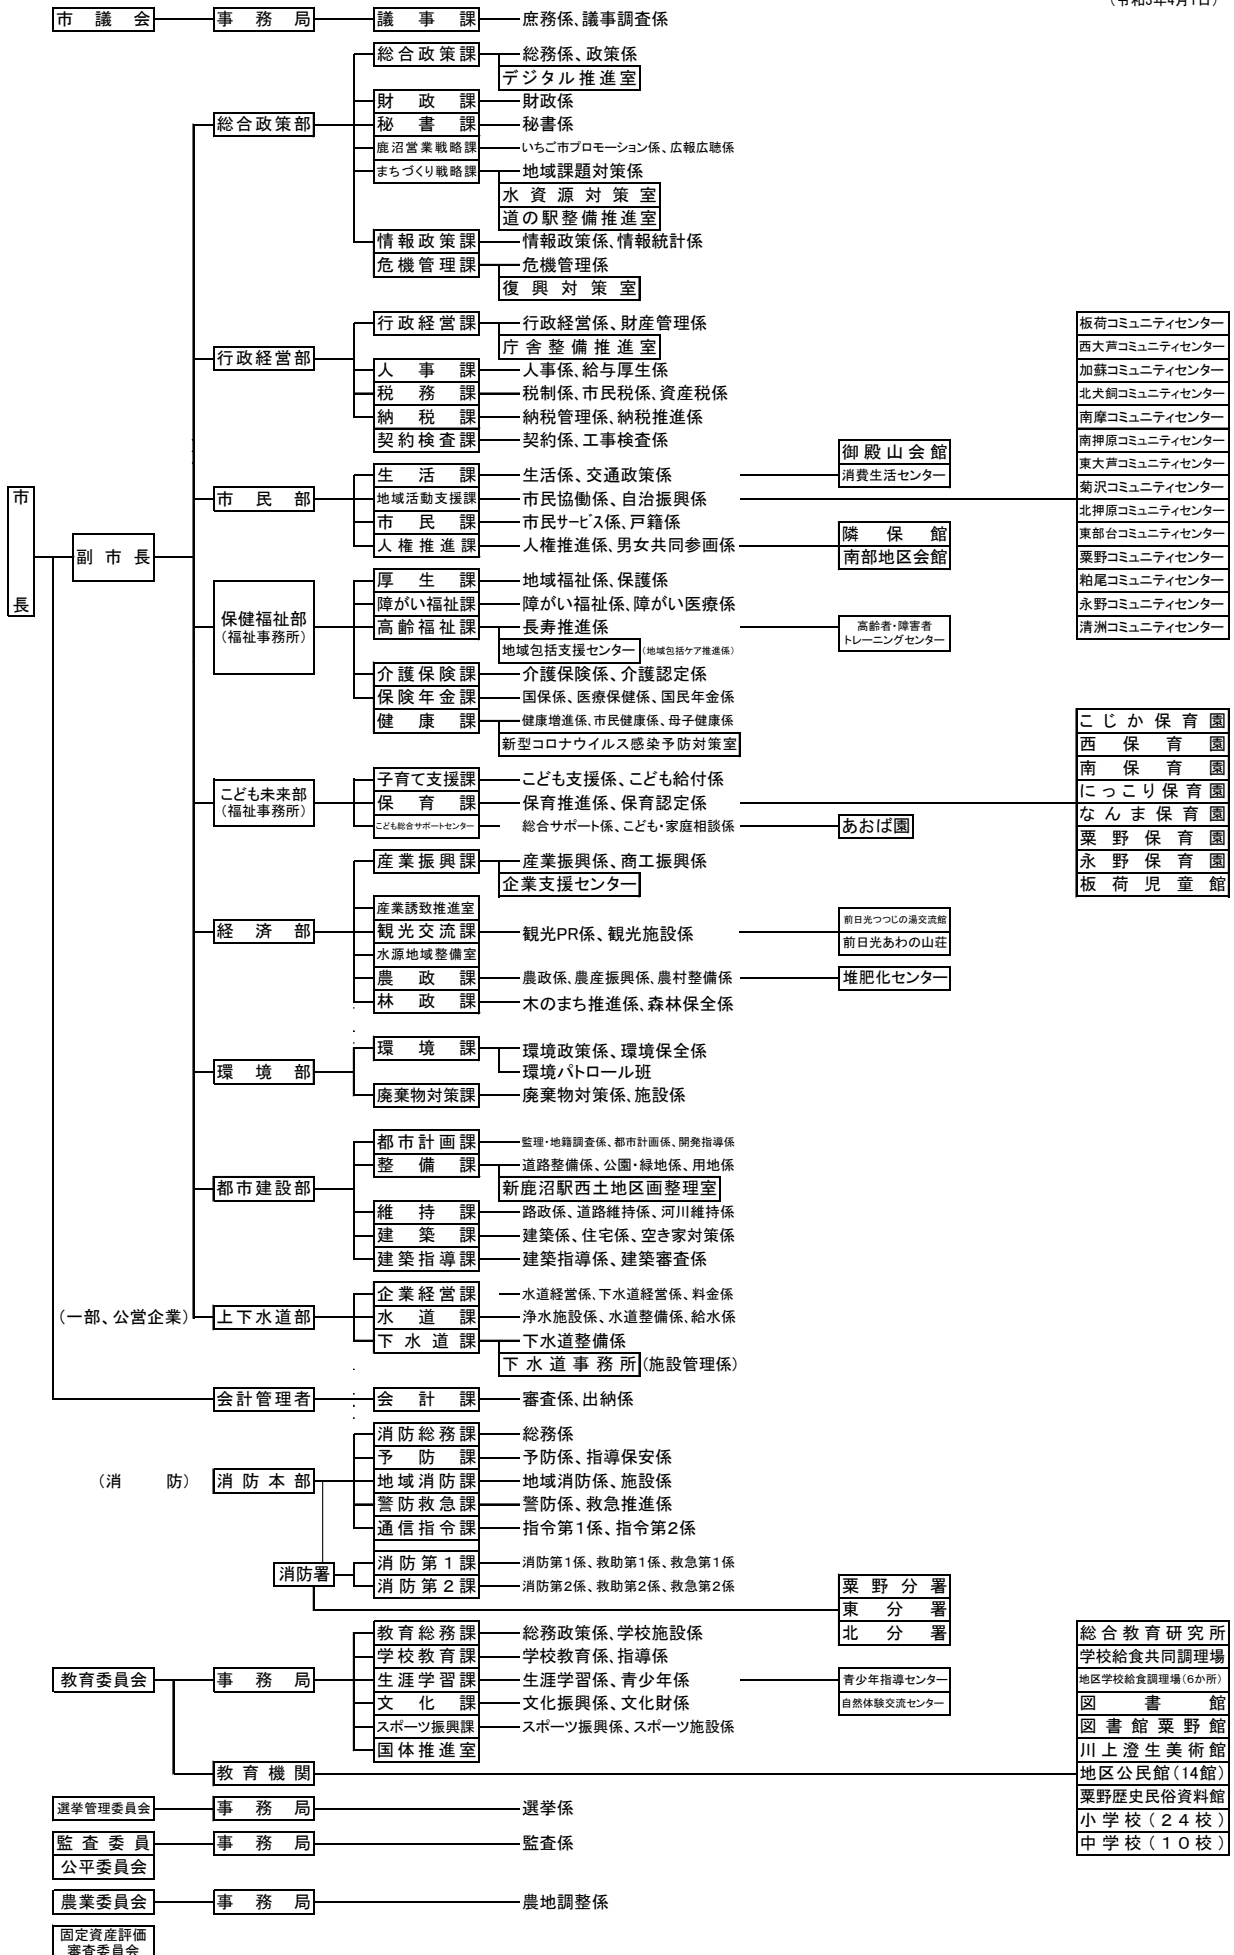 (令和3年4月1日)
市議会 事務局 議事課 庶務係、議事調査係
総合政策課 総務係、政策係
デジタル推進室
財政課 財政係
総合政策部 秘書課 秘書係
鹿沼営業戦略課 いちご市プロモーション係、広報広聴係
まちづくり戦略課 地域課題対策係
水資源対策室
道の駅整備推進室
情報政策課 情報政策係、情報統計係
危機管理課 危機管理係
復興対策室
行政経営課 行政経営係、財産管理係 板荷コミュニティセンター
庁舎整備推進室 西大芦コミュニティセンター
行政経営部
人事課 人事係、給与厚生係 加蘇コミュニティセンター
税務課 税制係、市民税係、資産税係 北犬飼コミュニティセンター
納税課 納税管理係、納税推進係 南摩コミュニティセンター
契約検査課 契約係、工事検査係 南押原コミュニティセンター
御殿山会館 東大芦コミュニティセンター
生活課 生活係、交通政策係 消費生活センター 菊沢コミュニティセンター
市民部 地域活動支援課 市民協働係、自治振興係
北押原コミュニティセンター
市民課 市民サービス係、戸籍係
隣保館 東部台コミュニティセンター
人権推進課 人権推進係、男女共同参画係 南部地区会館 粟野コミュニティセンター
市長 副市長
厚生課 地域福祉係、保護係 粕尾コミュニティセンター
障がい福祉課 障がい福祉係、障がい医療係 永野コミュニティセンター
保健福祉部
(福祉事務所)
高齢福祉課 長寿推進係 高齢者・障害者
トレーニングセンター 清洲コミュニティセンター
地域包括支援センター (地域包括ケア推進係)
介護保険課 介護保険係、介護認定係
保険年金課 国保係、医療保健係、国民年金係
健康課 健康増進係、市民健康係、母子健康係 こじか保育園
新型コロナウイルス感染予防対策室 西保育園
南保育園
子育て支援課 こども支援係、こども給付係 にっこり保育園
こども未来部
(福祉事務所)
保育課 保育推進係、保育認定係 なんま保育園
こども総合サポートセンター 総合サポート係、こども・家庭相談係 あおば園 粟野保育園
産業振興課 産業振興係、商工振興係 永野保育園
企業支援センター 板荷児童館
産業誘致推進室 前日光つつじの湯交流館
経済部 観光交流課 観光PR係、観光施設係 前日光あわの山荘
水源地域整備室
農政課 農政係、農産振興係、農村整備係 堆肥化センター
林政課 木のまち推進係、森林保全係
環境課 環境政策係、環境保全係
環境部 環境パトロール班
廃棄物対策課 廃棄物対策係、施設係
都市計画課 監理・地籍調査係、都市計画係、開発指導係
整備課 道路整備係、公園・緑地係、用地係
都市建設部 新鹿沼駅西土地区画整理室
維持課 路政係、道路維持係、河川維持係
建築課 建築係、住宅係、空き家対策係
建築指導課 建築指導係、建築審査係
企業経営課 水道経営係、下水道経営係、料金係
(一部、公営企業) 上下水道部 水道課 浄水施設係、水道整備係、給水係
下水道課 下水道整備係
下水道事務所 (施設管理係)
会計管理者 会計課 審査係、出納係
消防総務課 総務係
予防課 予防係、指導保安係
(消防) 消防本部 地域消防課 地域消防係、施設係
警防救急課 警防係、救急推進係
通信指令課 指令第1係、指令第2係
消防署 消防第1課 消防第1係、救助第1係、救急第1係
消防第2課 消防第2係、救助第2係、救急第2係 粟野分署
東分署
北分署
教育総務課 総務政策係、学校施設係 総合教育研究所
学校教育課 学校教育係、指導係 学校給食共同調理場
教育委員会 事務局 生涯学習課 生涯学習係、青少年係 青少年指導センター 地区学校給食調理場(6か所)
文化課 文化振興係、文化財係 自然体験交流センター 図書館
スポーツ振興課 スポーツ振興係、スポーツ施設係 図書館粟野館
国体推進室 川上澄生美術館
教育機関 地区公民館(14館)
粟野歴史民俗資料館
選挙管理委員会 事務局 選挙係 小学校(24校)
監査委員 事務局 監査係 中学校(10校)
公平委員会
農業委員会 事務局 農地調整係
固定資産評価
審査委員会